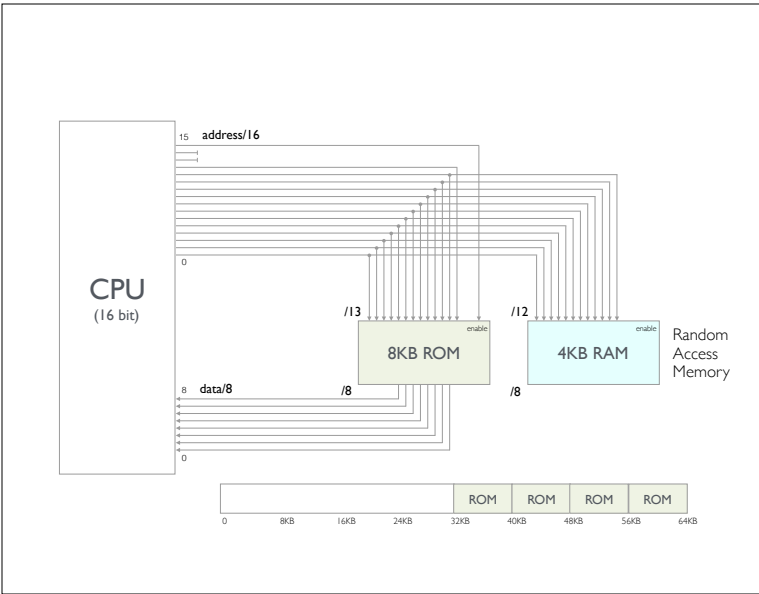 15 address/16
0
CPU
(16 bit)
/13
/12
enable
enable
8KB ROM
4KB RAM
Random
Access
Memory
8 data/8
/8
/8
0
ROM ROM ROM ROM
0 8KB 16KB 24KB 32KB 40KB 48KB 56KB 64KB